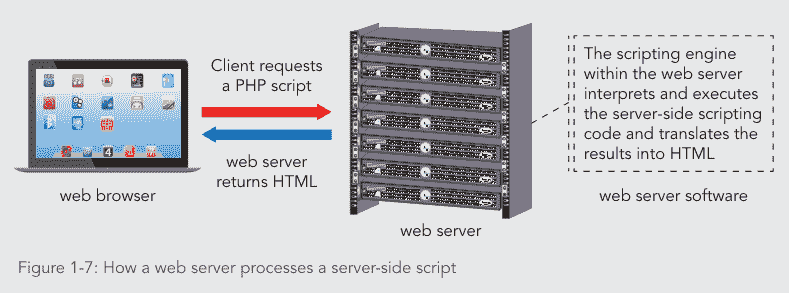 Client requests
a PHP script
web server
returns HTML
web browser
web server
The scripting engine
within the web server
interprets and executes
the server-side scripting
code and translates the
results into HTML
web server software
Figure 1-7: How a web server processes a server-side script